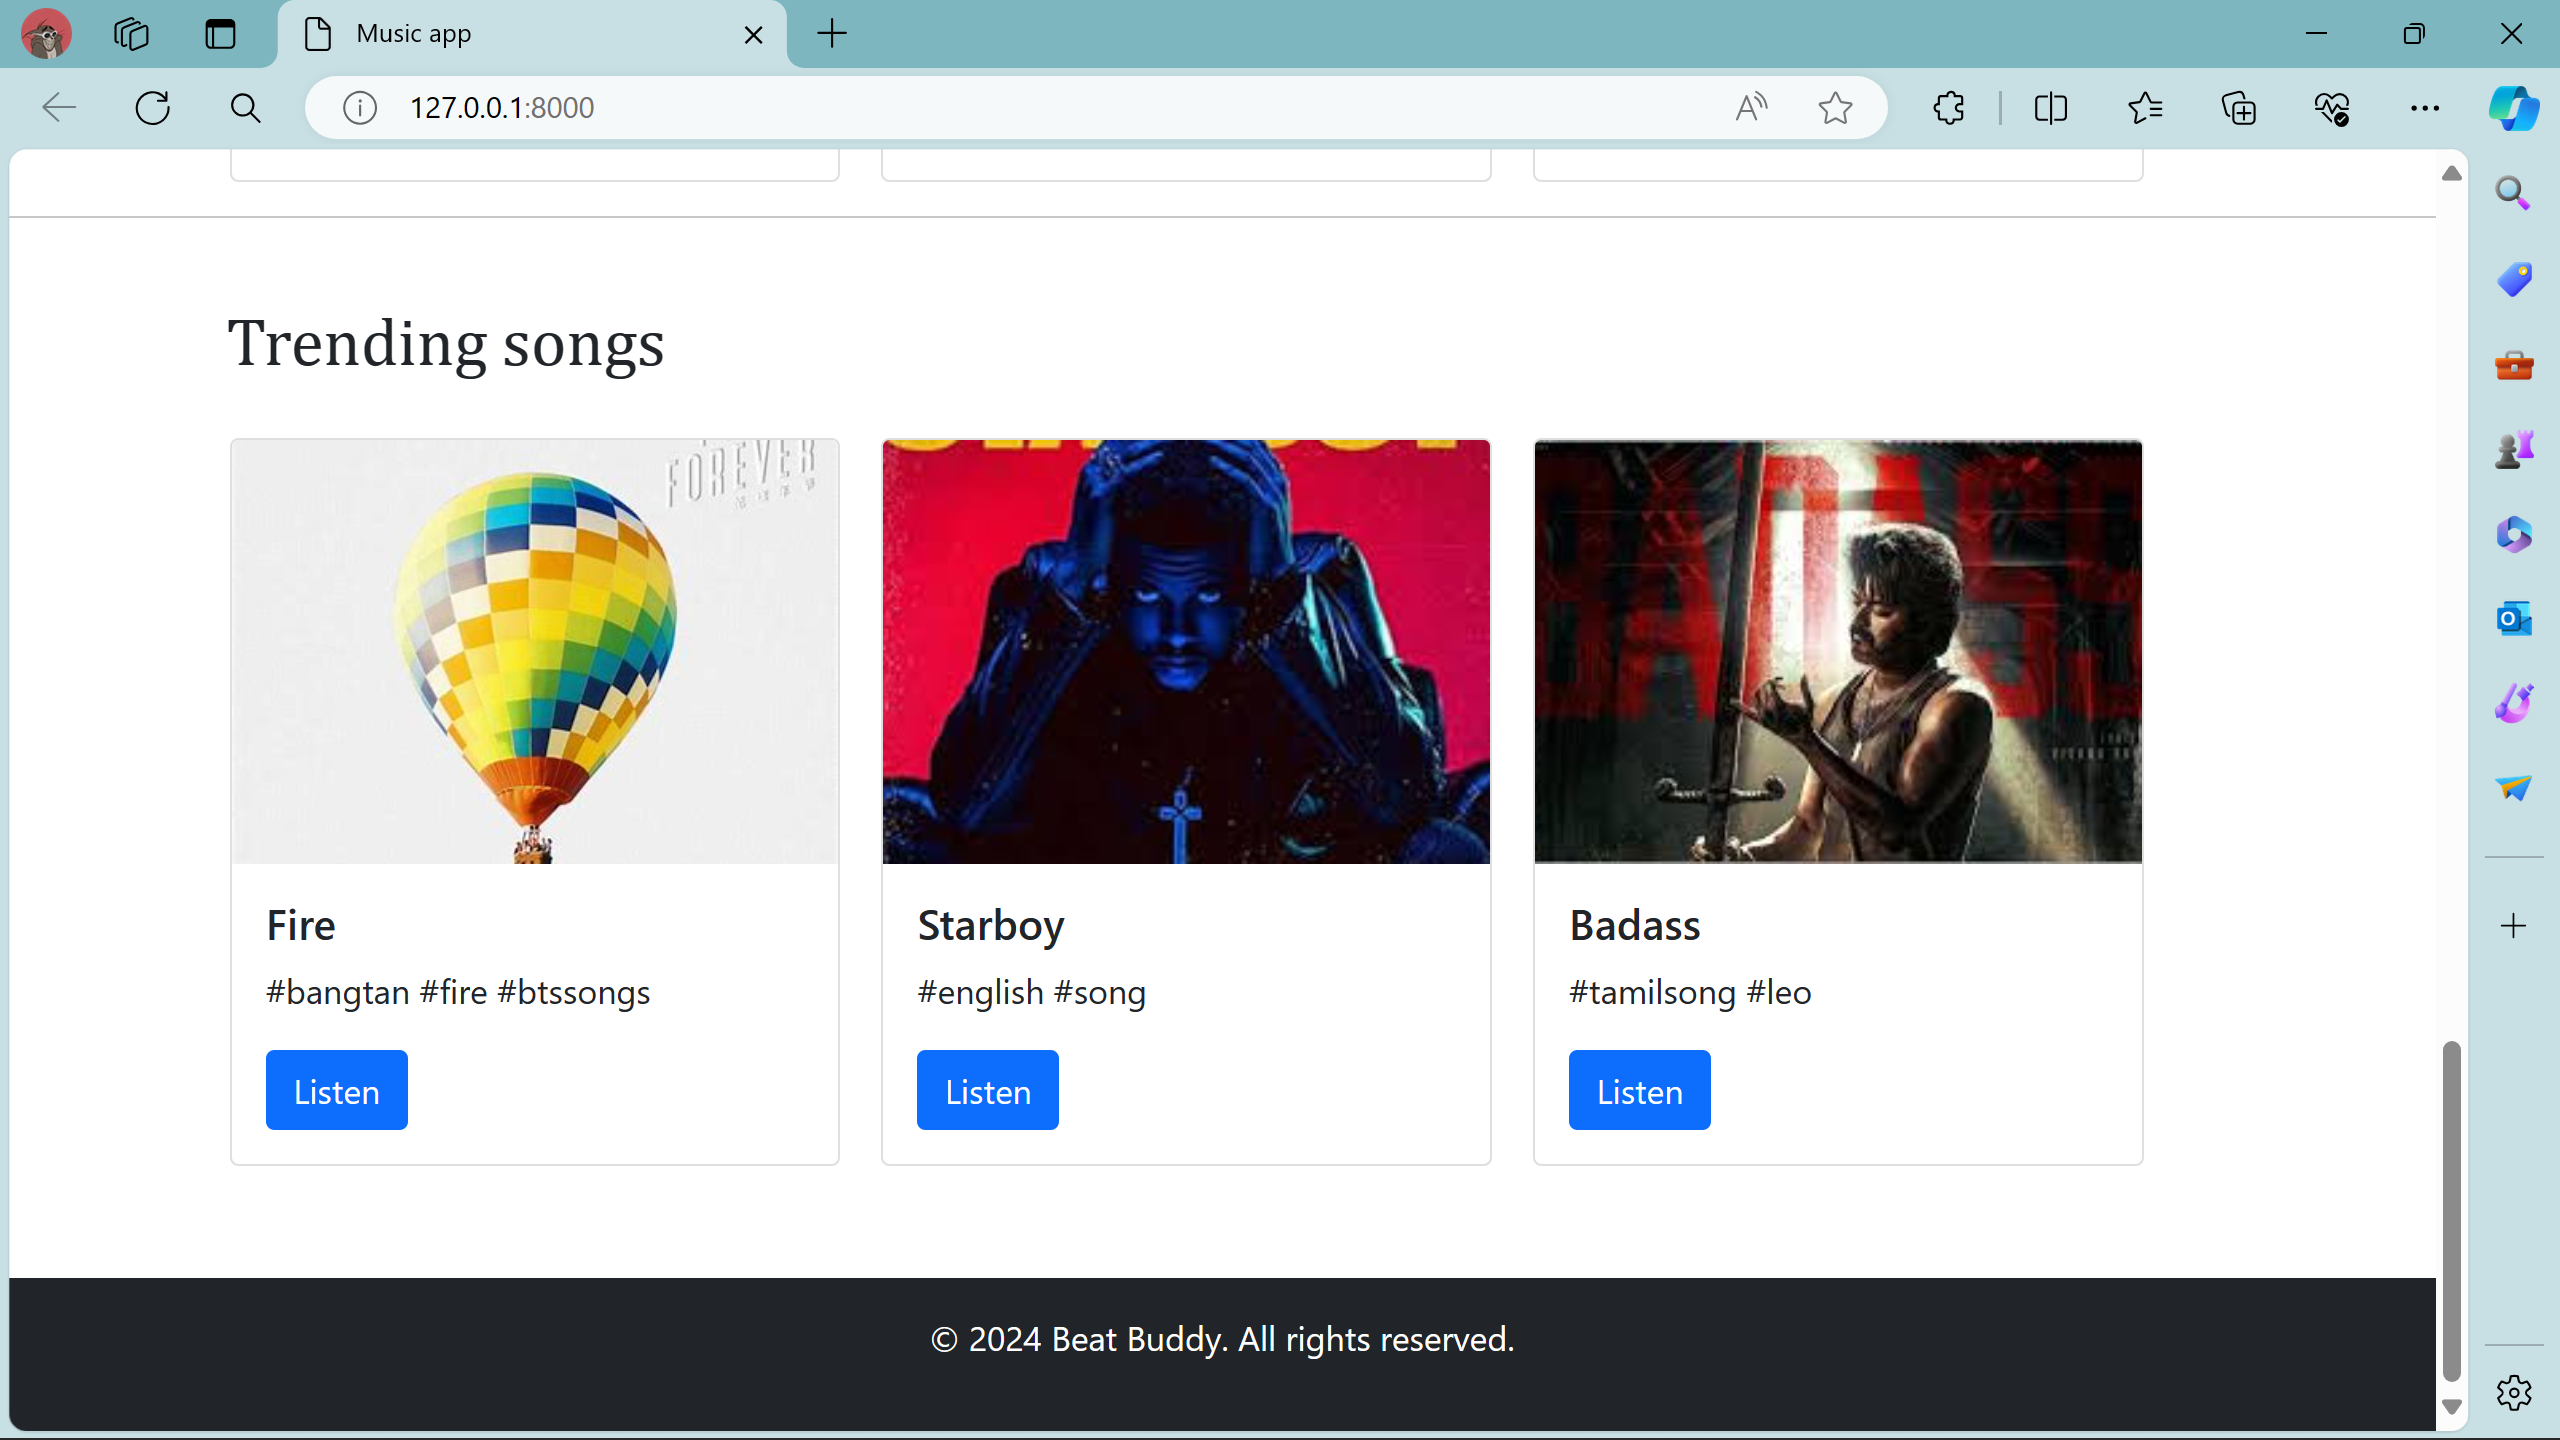 Music app
127.0.0.1:8000
Trending songs
FOREVER
BADASS
Fire
Starboy
Badass
#bangtan #fire #btssongs
#english #song
#tamilsong #leo
Listen
Listen
Listen
© 2024 Beat Buddy. All rights reserved.